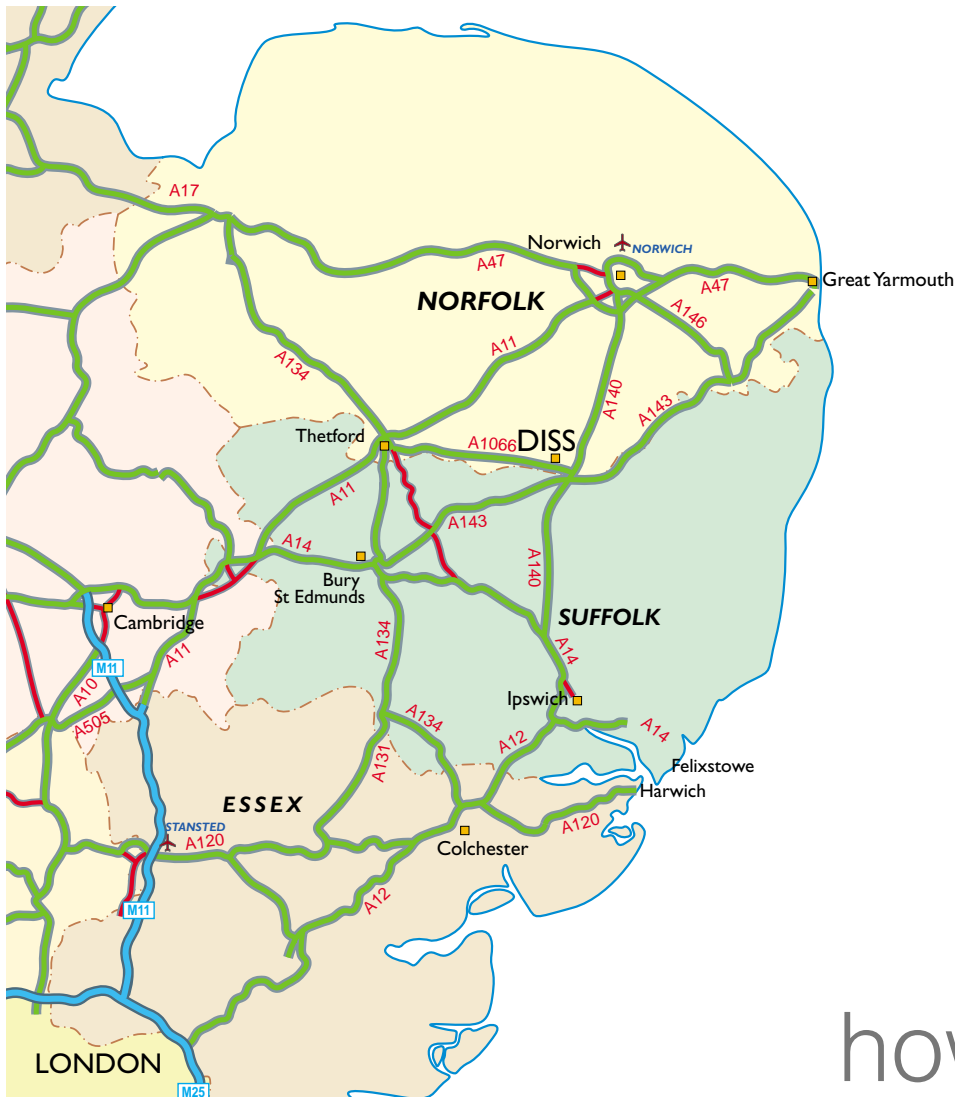 A17
Norwich
NORWICH
A47
A47
Great Yarmouth
NORFOLK
A146
A11
A134
A140
A143
Thetford
A1066
DISS
A11
A143
A14
A140
Bury
St Edmunds
SUFFOLK
Cambridge
A134
A11
A14
M11
A10
Ipswich
A505
A134
A14
A12
A131
Felixstowe
Harwich
ESSEX
STANSTED
A120
A120
Colchester
A12
M11
LONDON
M25
how